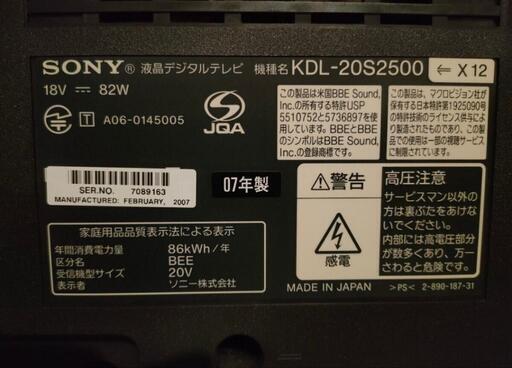 SONY® 液晶デジタルテレビ 機種名 KDL-20S2500 ⇐ X12
18V ⎓ 82W
T A06-0145005
S JQA
この製品は米国BBE Sound,
Inc.の所有する特許USP
5510752と5736897を使
用しています。BBEとBBE
のシンボルはBBE Sound,
Inc.の登録商標です。
この製品は、マクロビジョン社が
保有する日本特許第1925090号
の特許技術のライセンス供与によ
り製造されています。この製品
での使用は一部の視聴サービス
に制限されています。
SER.NO. 7089163
MANUFACTURED: FEBRUARY, 2007
07年製
家庭用品品質表示法による表示
年間消費電力量 86kWh/年
区分名 BEE
受信機型サイズ 20V
表示者 ソニー株式会社
警告
感電
高圧注意
サービスマン以外の
方は裏ぶたをあけな
いでください。
内部には高電圧部分
が数多くあり、万一
さわると危険です。
MADE IN JAPAN
>PS< 2-890-187-31